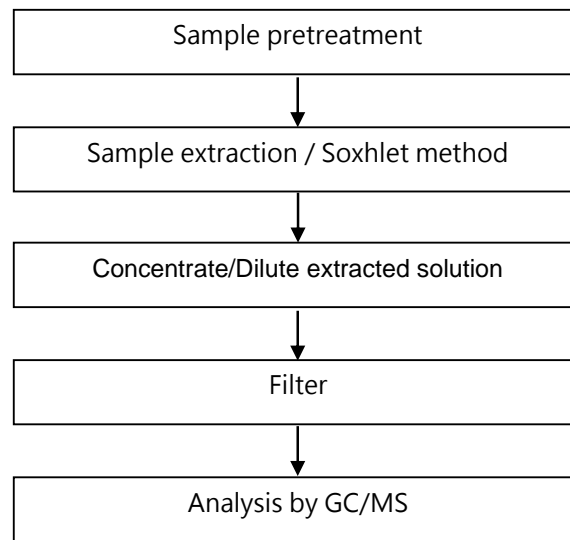 Sample pretreatment
Sample extraction / Soxhlet method
Concentrate/Dilute extracted solution
Filter
Analysis by GC/MS